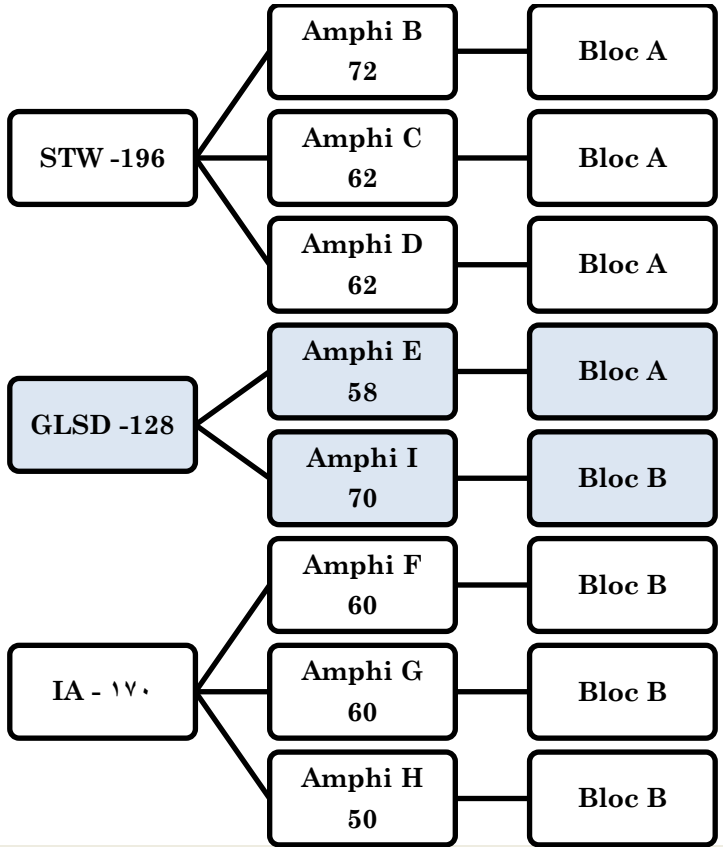 STW -196
Amphi B
72
Bloc A
Amphi C
62
Bloc A
Amphi D
62
Bloc A
GLSD -128
Amphi E
58
Bloc A
Amphi I
70
Bloc B
IA - ١٧٠
Amphi F
60
Bloc B
Amphi G
60
Bloc B
Amphi H
50
Bloc B